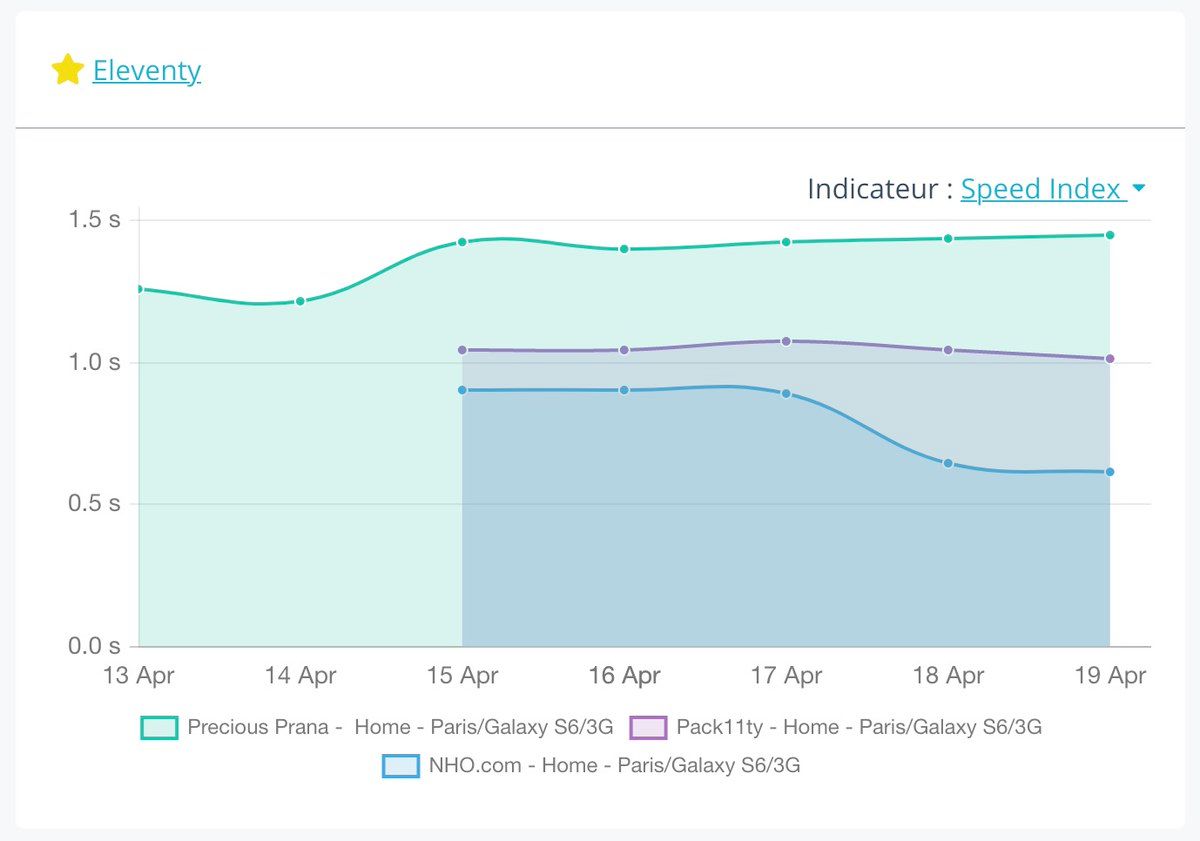 Eleventy
Indicateur : Speed Index
1.5 s
1.0 s
0.5 s
0.0 s
13 Apr 14 Apr 15 Apr 16 Apr 17 Apr 18 Apr 19 Apr
Precious Prana - Home - Paris/Galaxy S6/3G Pack11ty - Home - Paris/Galaxy S6/3G
NHO.com - Home - Paris/Galaxy S6/3G